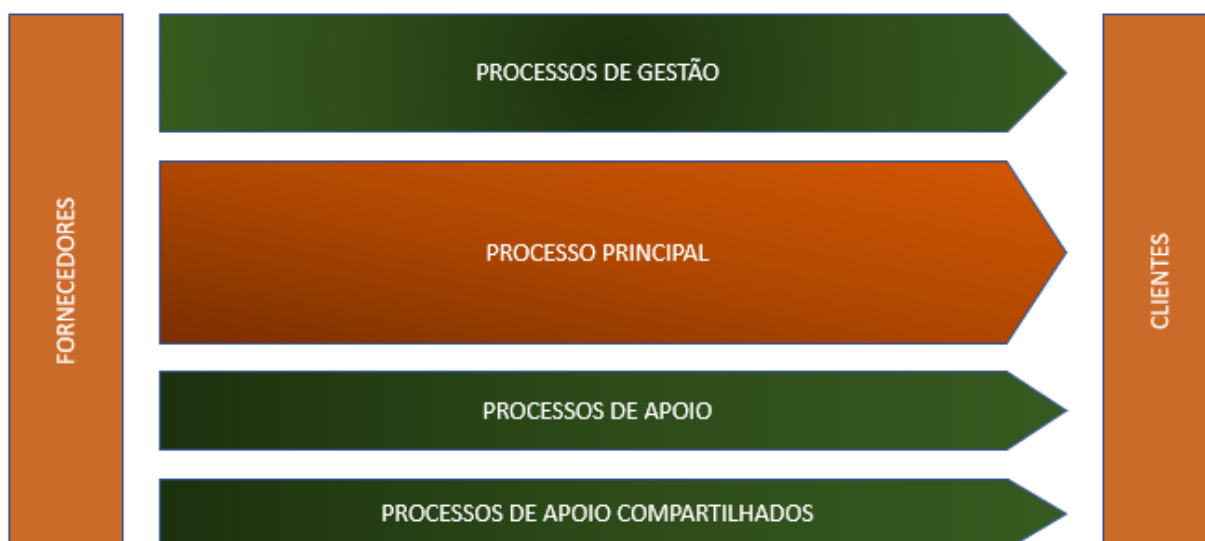 FORNECEDORES
PROCESSOS DE GESTÃO
PROCESSO PRINCIPAL
PROCESSOS DE APOIO
PROCESSOS DE APOIO COMPARTILHADOS
CLIENTES